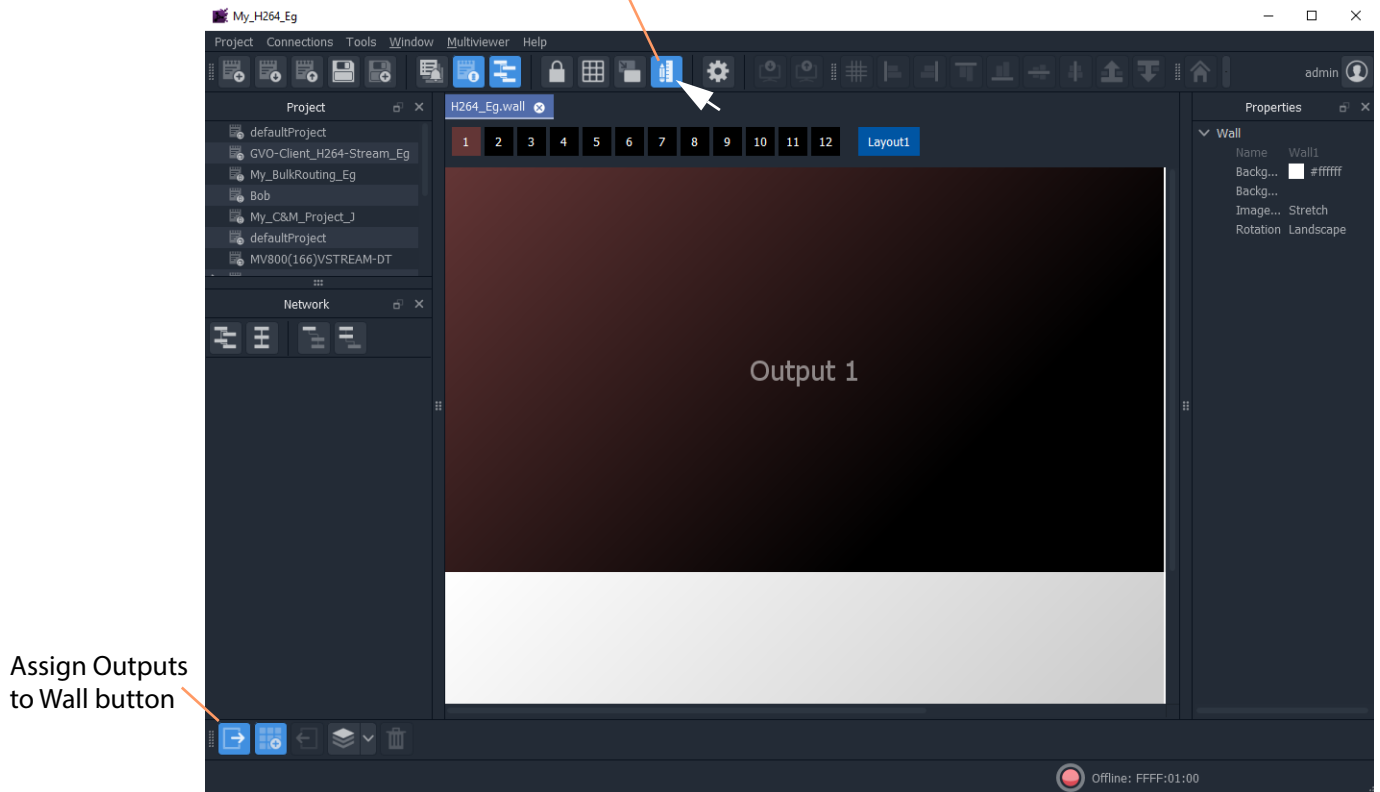 My_H264_Eg
Project Connections Tools Window Multiviewer Help
admin
Project
defaultProject
GVO-Client_H264-Stream_Eg
My_BulkRouting_Eg
Bob
My_C&M_Project_J
defaultProject
MV800(166)VSTREAM-DT
Network
H264_Eg.wall
1 2 3 4 5 6 7 8 9 10 11 12 Layout1
Output 1
Properties
Wall
Name Wall1
Backg... #ffffff
Backg...
Image... Stretch
Rotation Landscape
Assign Outputs
to Wall button
Offline: FFFF:01:00